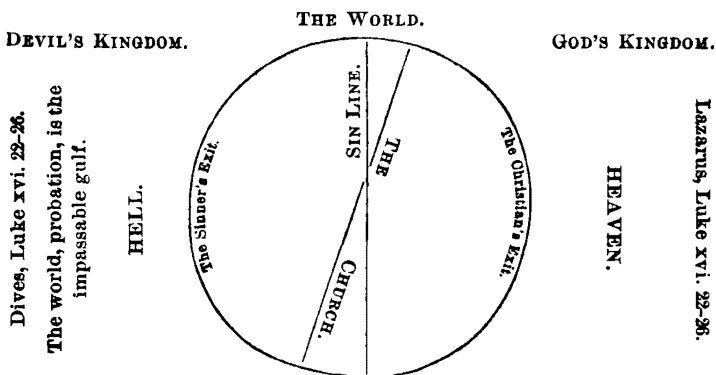 THE WORLD.
DEVIL'S KINGDOM.
GOD'S KINGDOM.
Dives, Luke xvi. 22-26.
The world, probation, is the
impassable gulf.
HELL.
The Sinner's Exit.
SIN LINE.
THE
CHURCH.
The Christian's Exit.
HEAVEN.
Lazarus, Luke xvi. 22-26.